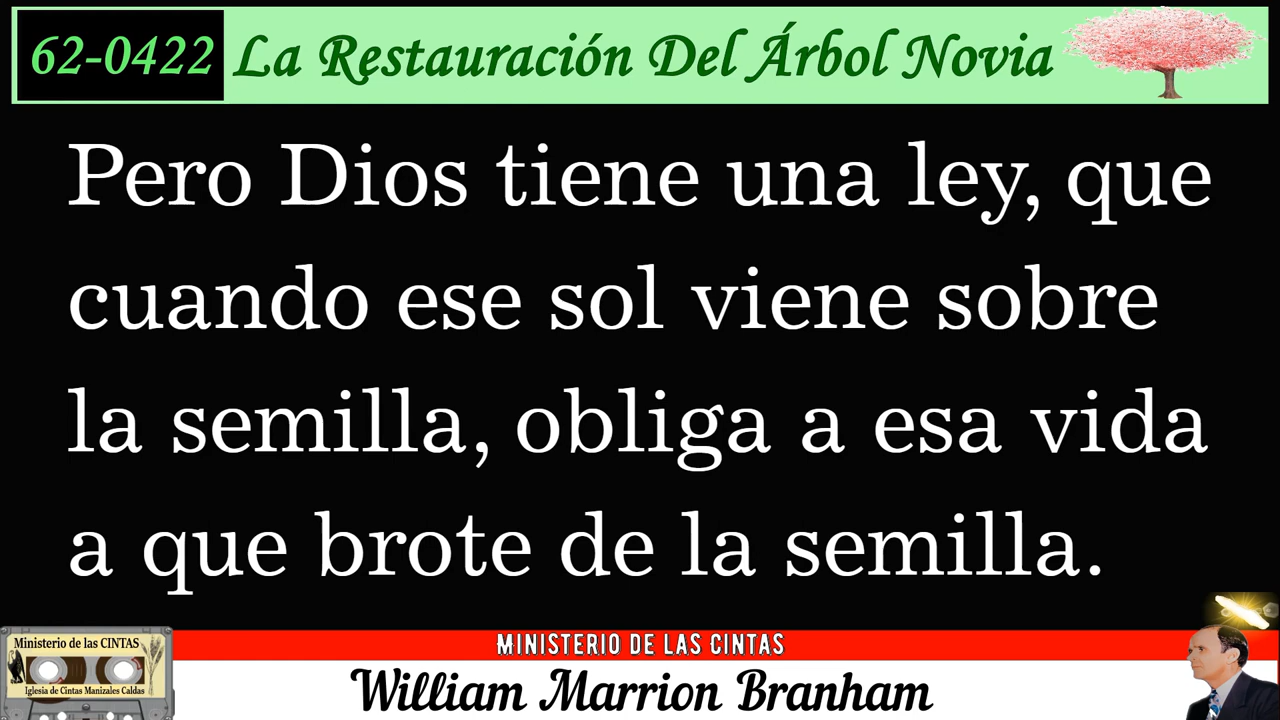 62-0422 La Restauración Del Árbol Novia
Pero Dios tiene una ley, que
cuando ese sol viene sobre
la semilla, obliga a esa vida
a que brote de la semilla.
MINISTERIO DE LAS CINTAS
Ministerio de las CINTAS
Iglesia de Cintas Manizales Caldas
William Marrion Branham